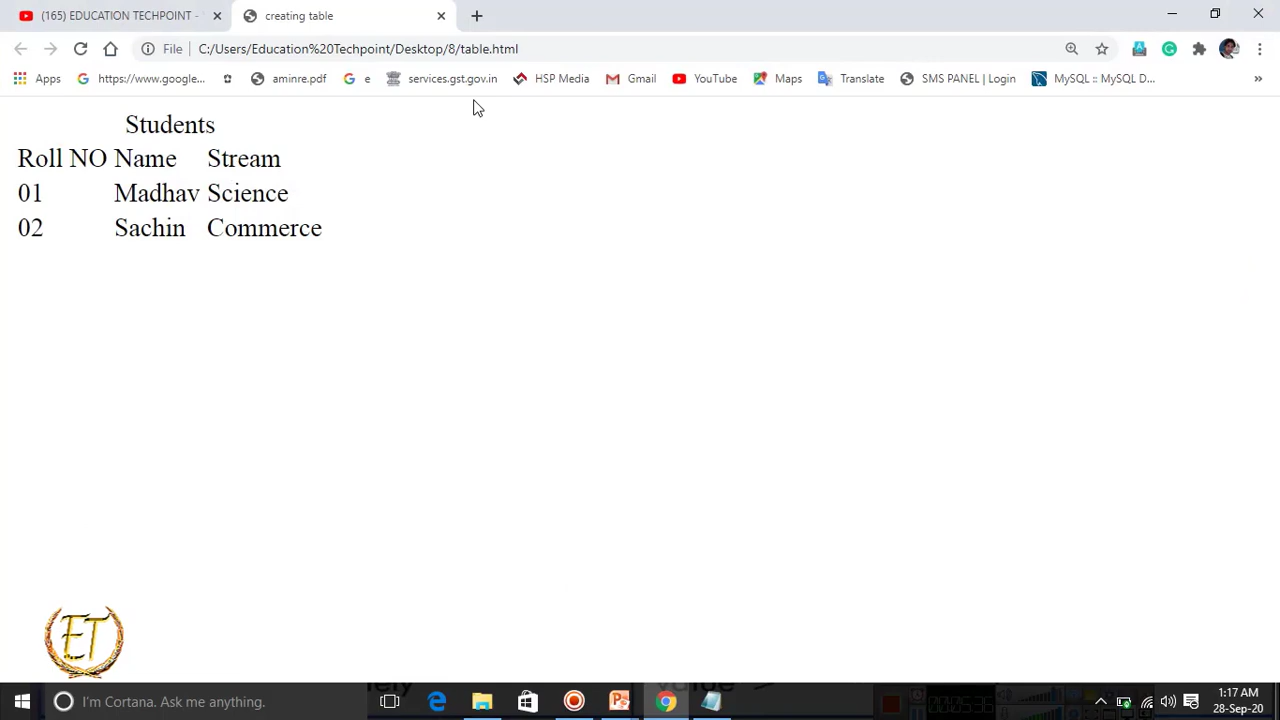 (165) EDUCATION TECHPOINT -
creating table
File
C:/Users/Education%20Techpoint/Desktop/8/table.html
Apps
https://www.google...
aminre.pdf
e
services.gst.gov.in
HSP Media
Gmail
YouTube
Maps
Translate
SMS PANEL | Login
MySQL :: MySQL D...
»
Students
Roll NO Name Stream
01 Madhav Science
02 Sachin Commerce
ET
I'm Cortana. Ask me anything.
1:17 AM
28-Sep-20